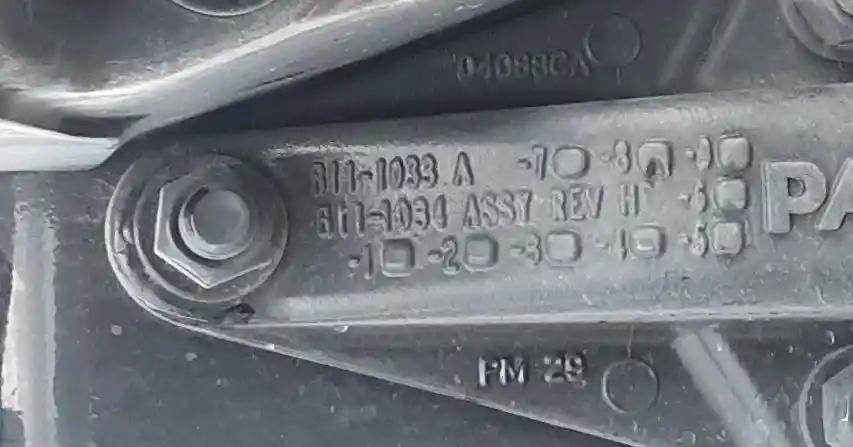 04088CA
811-1033 A -7 -8 -9
811-1034 ASSY REV H -6
-1 -2 -3 -4 -5
PA
PM 29